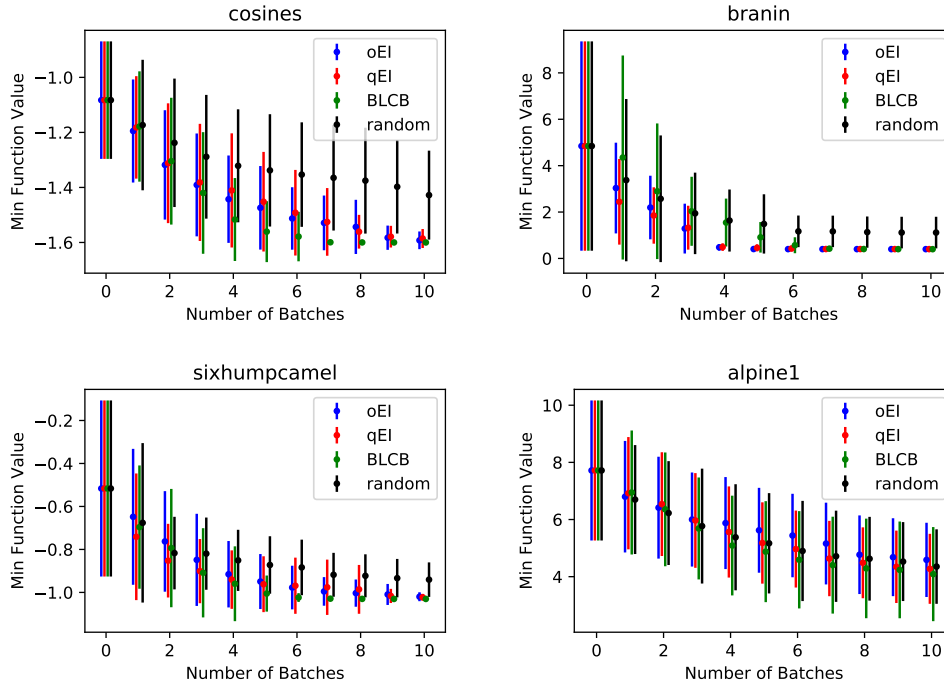 cosines
Min Function Value
−1.0
−1.2
−1.4
−1.6
0 2 4 6 8 10
Number of Batches
oEI
qEI
BLCB
random
branin
Min Function Value
8
6
4
2
0
0 2 4 6 8 10
Number of Batches
oEI
qEI
BLCB
random
sixhumpcamel
Min Function Value
−0.2
−0.4
−0.6
−0.8
−1.0
0 2 4 6 8 10
Number of Batches
oEI
qEI
BLCB
random
alpine1
Min Function Value
10
8
6
4
0 2 4 6 8 10
Number of Batches
oEI
qEI
BLCB
random